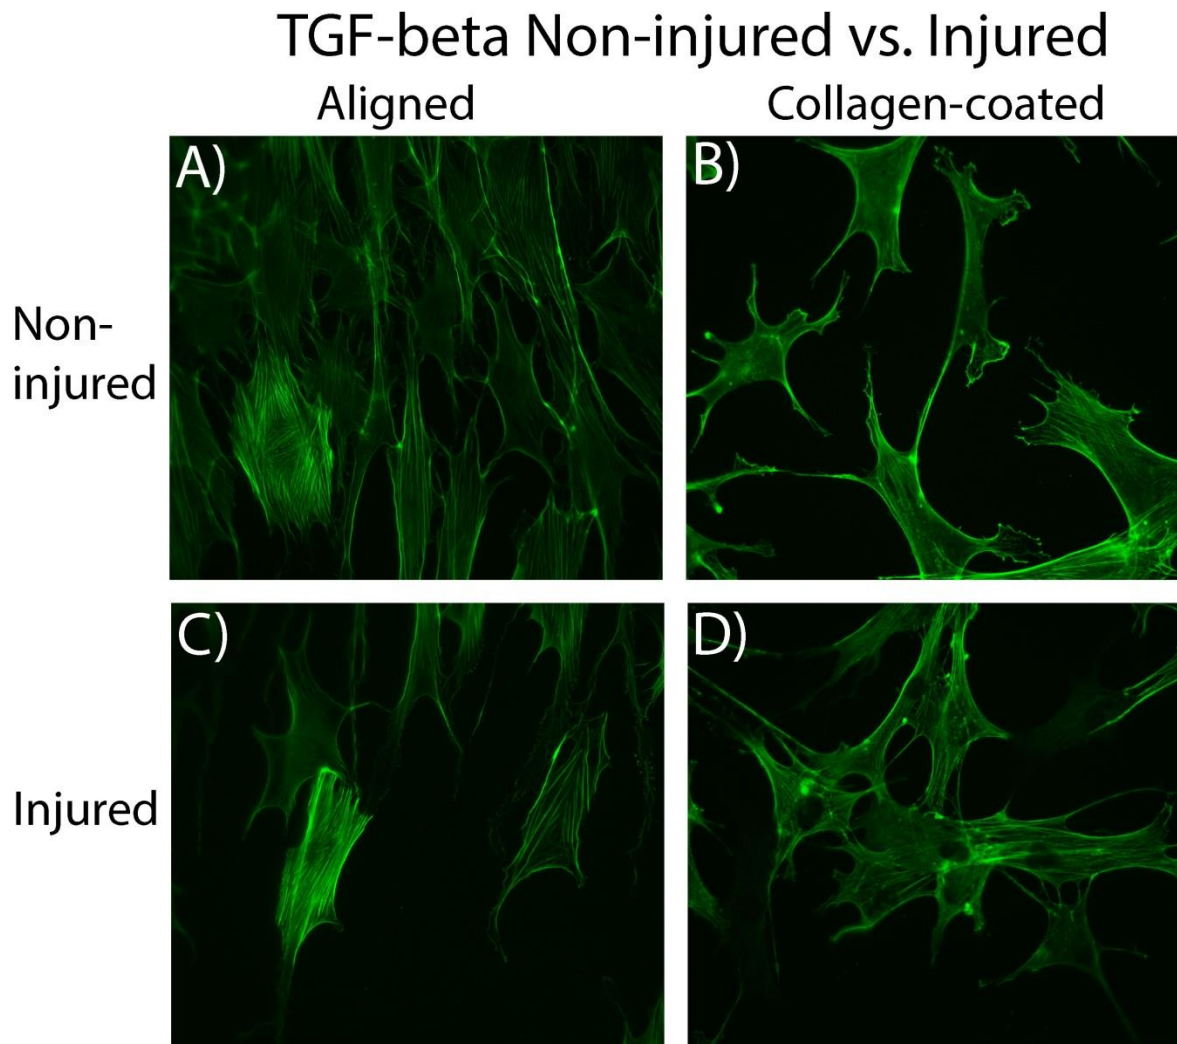 TGF-beta Non-injured vs. Injured
Aligned
Collagen-coated
A)
B)
Non-
injured
C)
D)
Injured